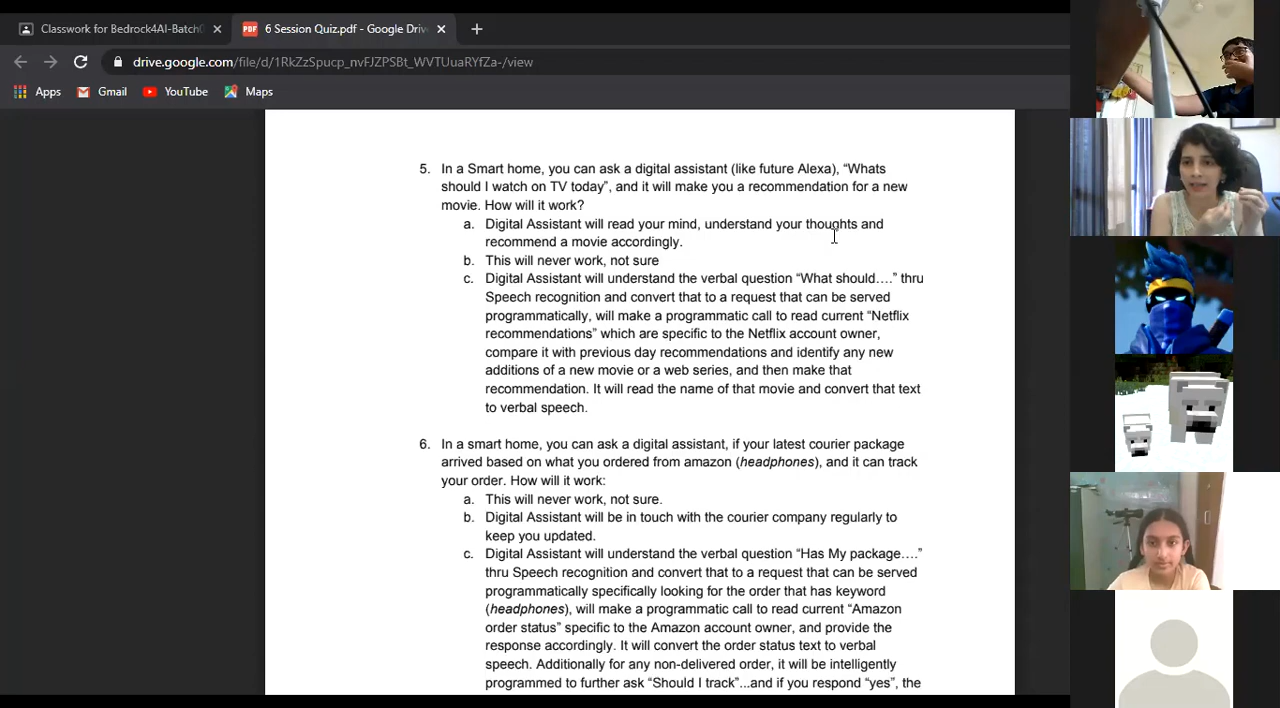 Classwork for Bedrock4AI-Batch
6 Session Quiz.pdf - Google Driv
drive.google.com/file/d/1RkZzSpucp_nvFJZPSBt_WVTUuaRYfZa-/view
Apps Gmail YouTube Maps
5. In a Smart home, you can ask a digital assistant (like future Alexa), “Whats
should I watch on TV today”, and it will make you a recommendation for a new
movie. How will it work?
a. Digital Assistant will read your mind, understand your thoughts and
recommend a movie accordingly.
b. This will never work, not sure
c. Digital Assistant will understand the verbal question “What should….” thru
Speech recognition and convert that to a request that can be served
programmatically, will make a programmatic call to read current “Netflix
recommendations” which are specific to the Netflix account owner,
compare it with previous day recommendations and identify any new
additions of a new movie or a web series, and then make that
recommendation. It will read the name of that movie and convert that text
to verbal speech.
6. In a smart home, you can ask a digital assistant, if your latest courier package
arrived based on what you ordered from amazon (headphones), and it can track
your order. How will it work:
a. This will never work, not sure.
b. Digital Assistant will be in touch with the courier company regularly to
keep you updated.
c. Digital Assistant will understand the verbal question “Has My package….”
thru Speech recognition and convert that to a request that can be served
programmatically specifically looking for the order that has keyword
(headphones), will make a programmatic call to read current “Amazon
order status” specific to the Amazon account owner, and provide the
response accordingly. It will convert the order status text to verbal
speech. Additionally for any non-delivered order, it will be intelligently
programmed to further ask “Should I track”...and if you respond “yes”, the